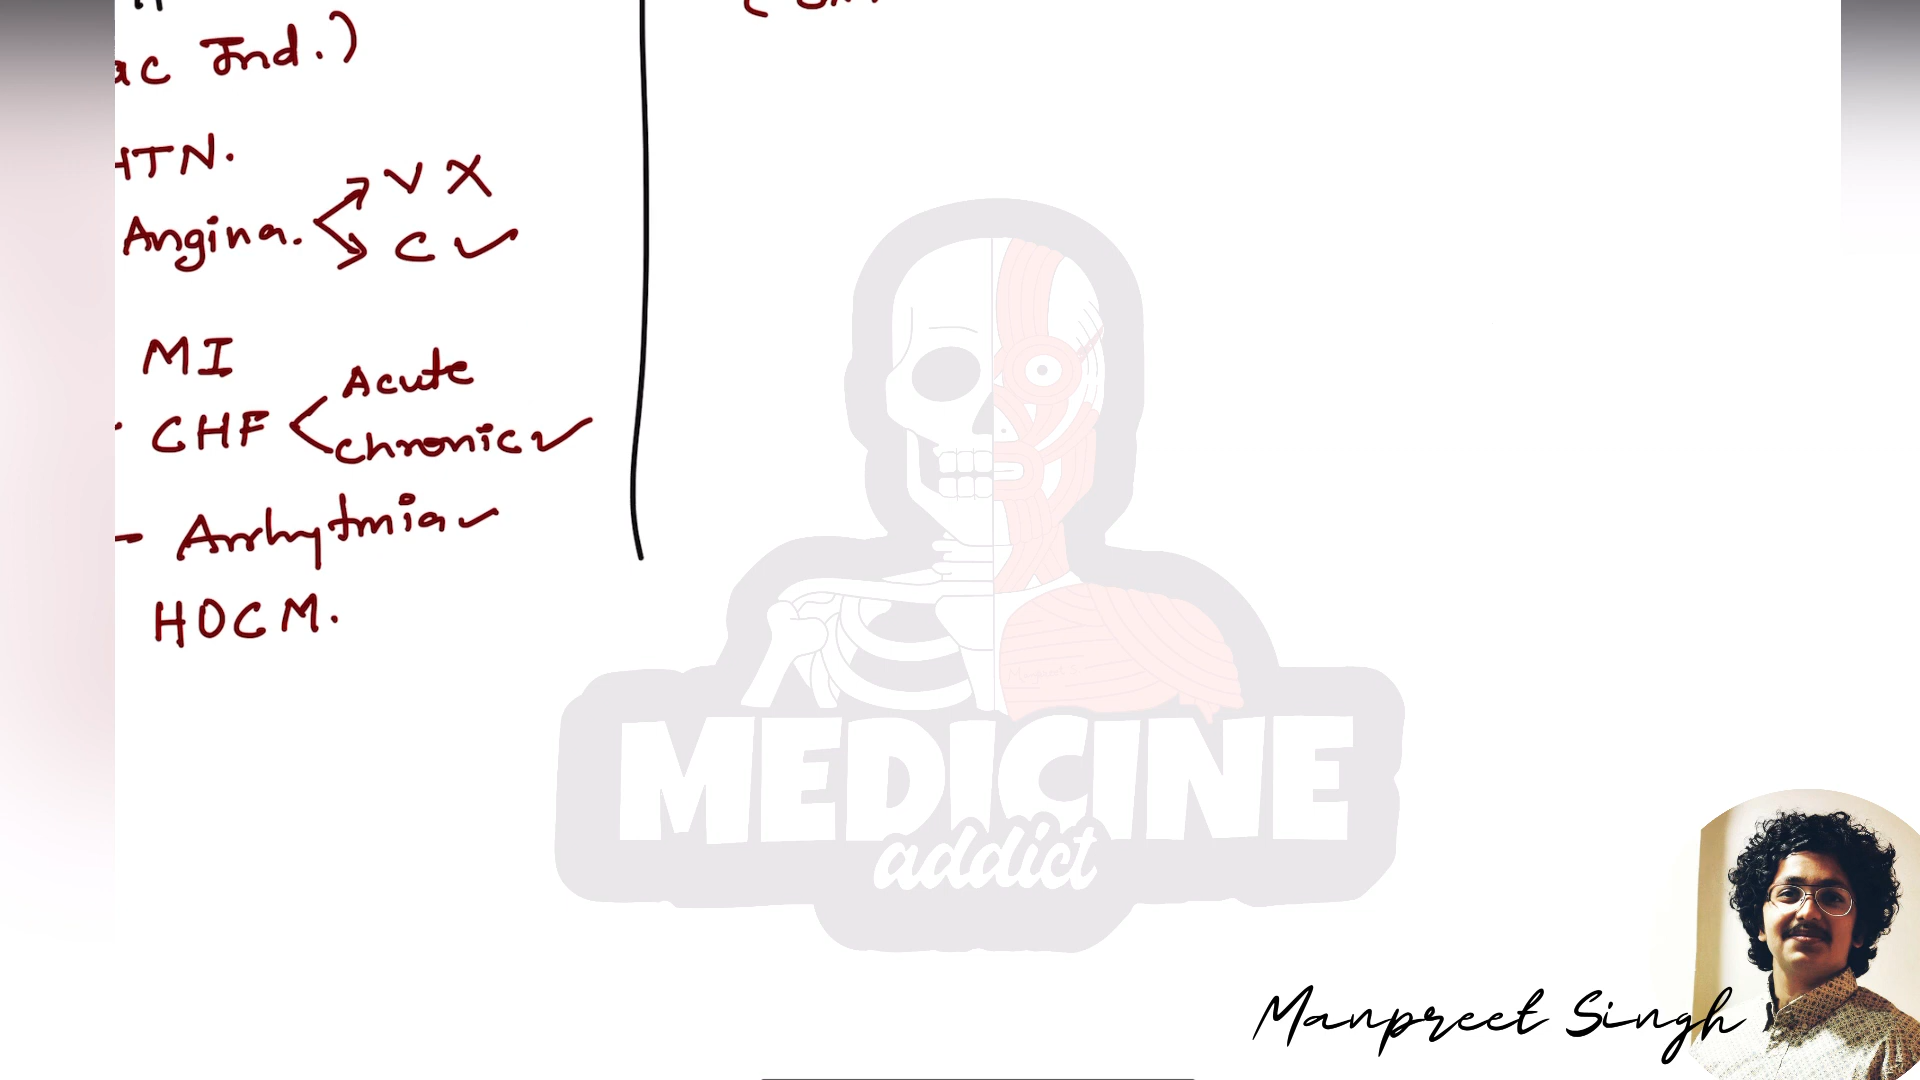 ac Ind.)
HTN.
Angina.
V X
C ✓
MI
Acute
CHF
chronic ✓
- Arrhytmia ✓
HOCM.
MEDICINE
addict
Manpreet Singh